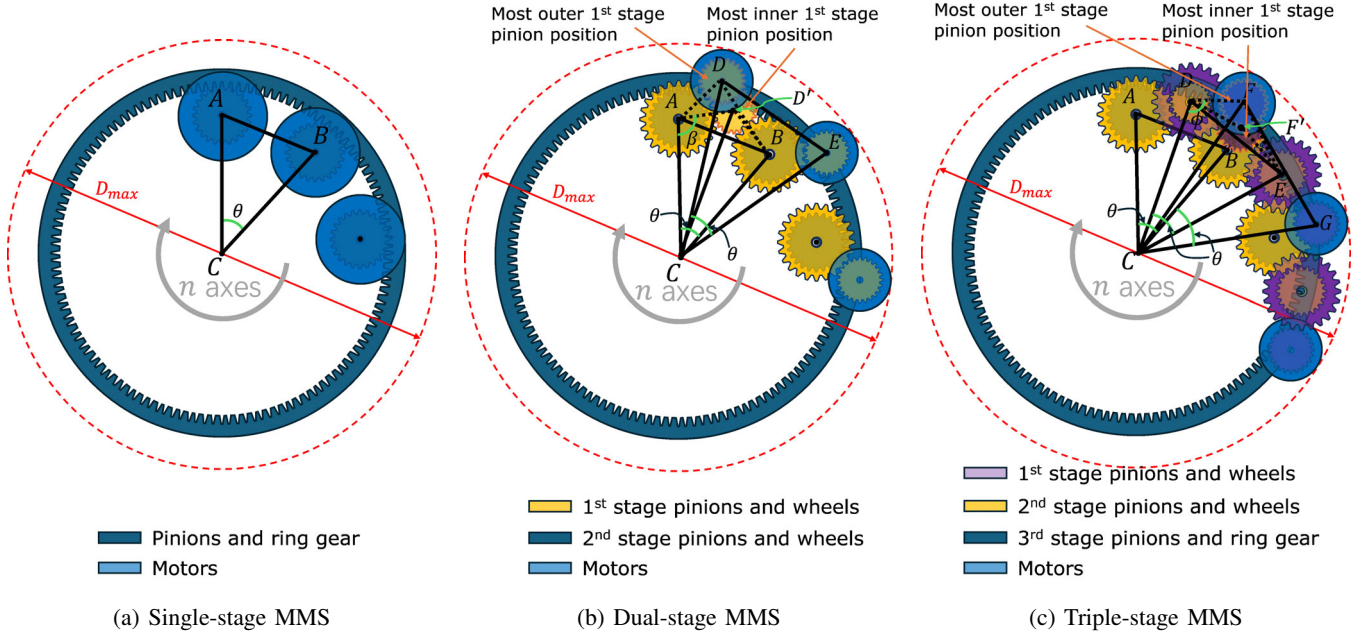 Most outer 1st stage
pinion position
Most inner 1st stage
pinion position
Most outer 1st stage
pinion position
Most inner 1st stage
pinion position
A
B
C
θ
Dmax
n axes
A
B
C
D
D'
E
β
θ
θ
Dmax
n axes
A
B
C
D
E
F
F'
G
ϕ
θ
θ
Dmax
n axes
Pinions and ring gear
Motors
1st stage pinions and wheels
2nd stage pinions and wheels
Motors
1st stage pinions and wheels
2nd stage pinions and wheels
3rd stage pinions and ring gear
Motors
(a) Single-stage MMS
(b) Dual-stage MMS
(c) Triple-stage MMS